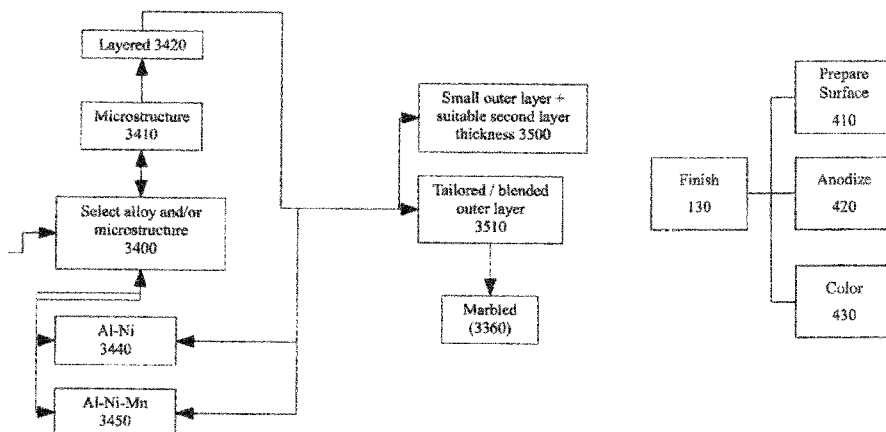 Layered 3420
Microstructure
3410
Select alloy and/or
microstructure
3400
Al-Ni
3440
Al-Ni-Mn
3450
Small outer layer +
suitable second layer
thickness 3500
Tailored / blended
outer layer
3510
Marbled
(3360)
Finish
130
Prepare
Surface
410
Anodize
420
Color
430